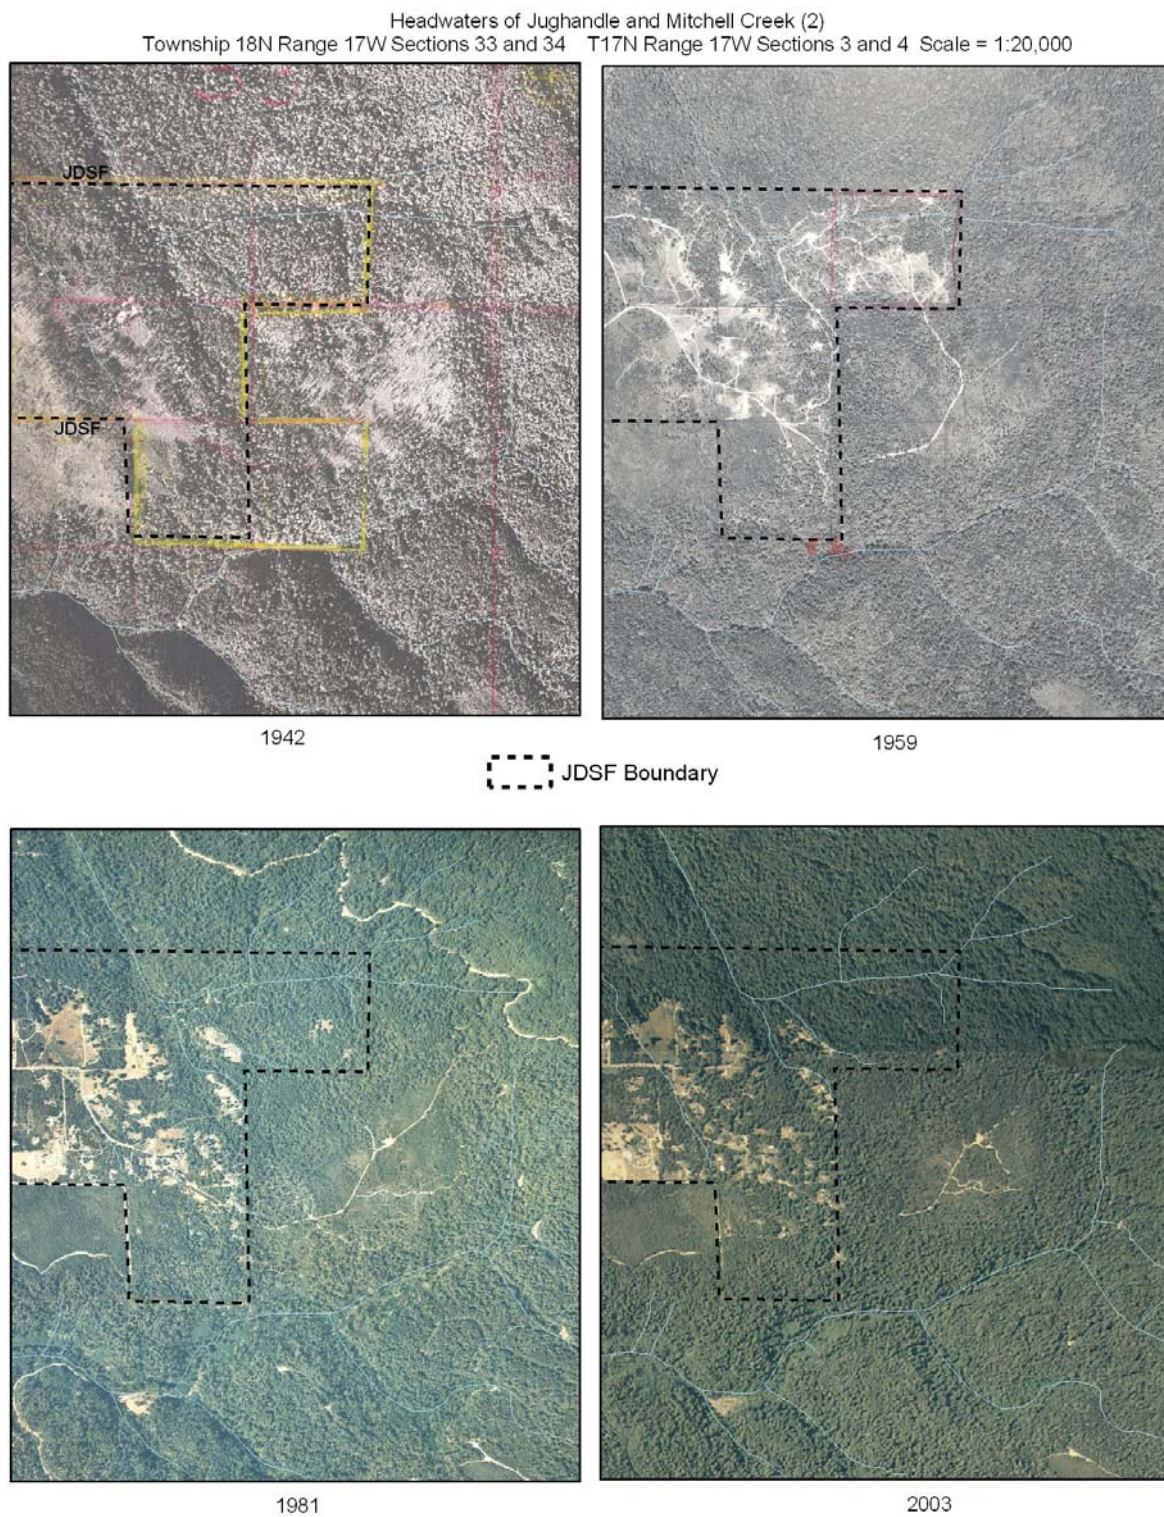 Headwaters of Jughandle and Mitchell Creek (2)
Township 18N Range 17W Sections 33 and 34 T17N Range 17W Sections 3 and 4 Scale = 1:20,000
JDSF
JDSF
1942
1959
JDSF Boundary
1981
2003